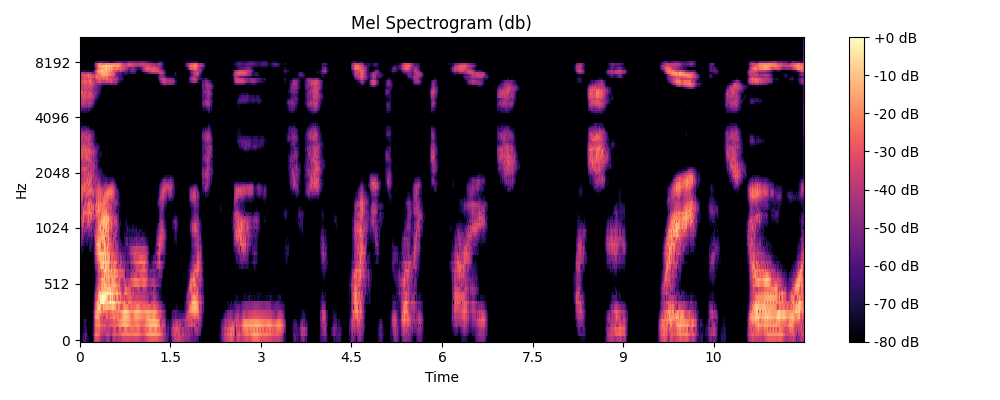 Mel Spectrogram (db)
8192
4096
2048
1024
512
0
Hz
0 1.5 3 4.5 6 7.5 9 10
Time
+0 dB
-10 dB
-20 dB
-30 dB
-40 dB
-50 dB
-60 dB
-70 dB
-80 dB